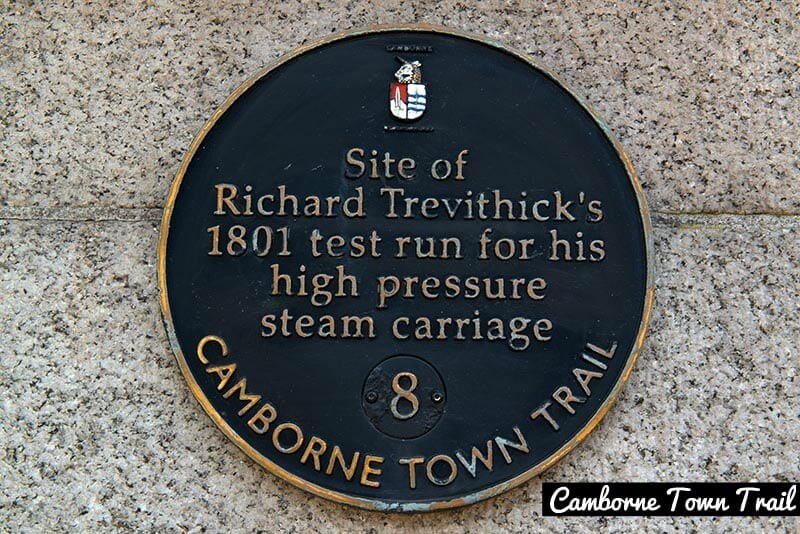 CAMBORNE
Site of
Richard Trevithick's
1801 test run for his
high pressure
steam carriage
8
CAMBORNE TOWN TRAIL
Camborne Town Trail